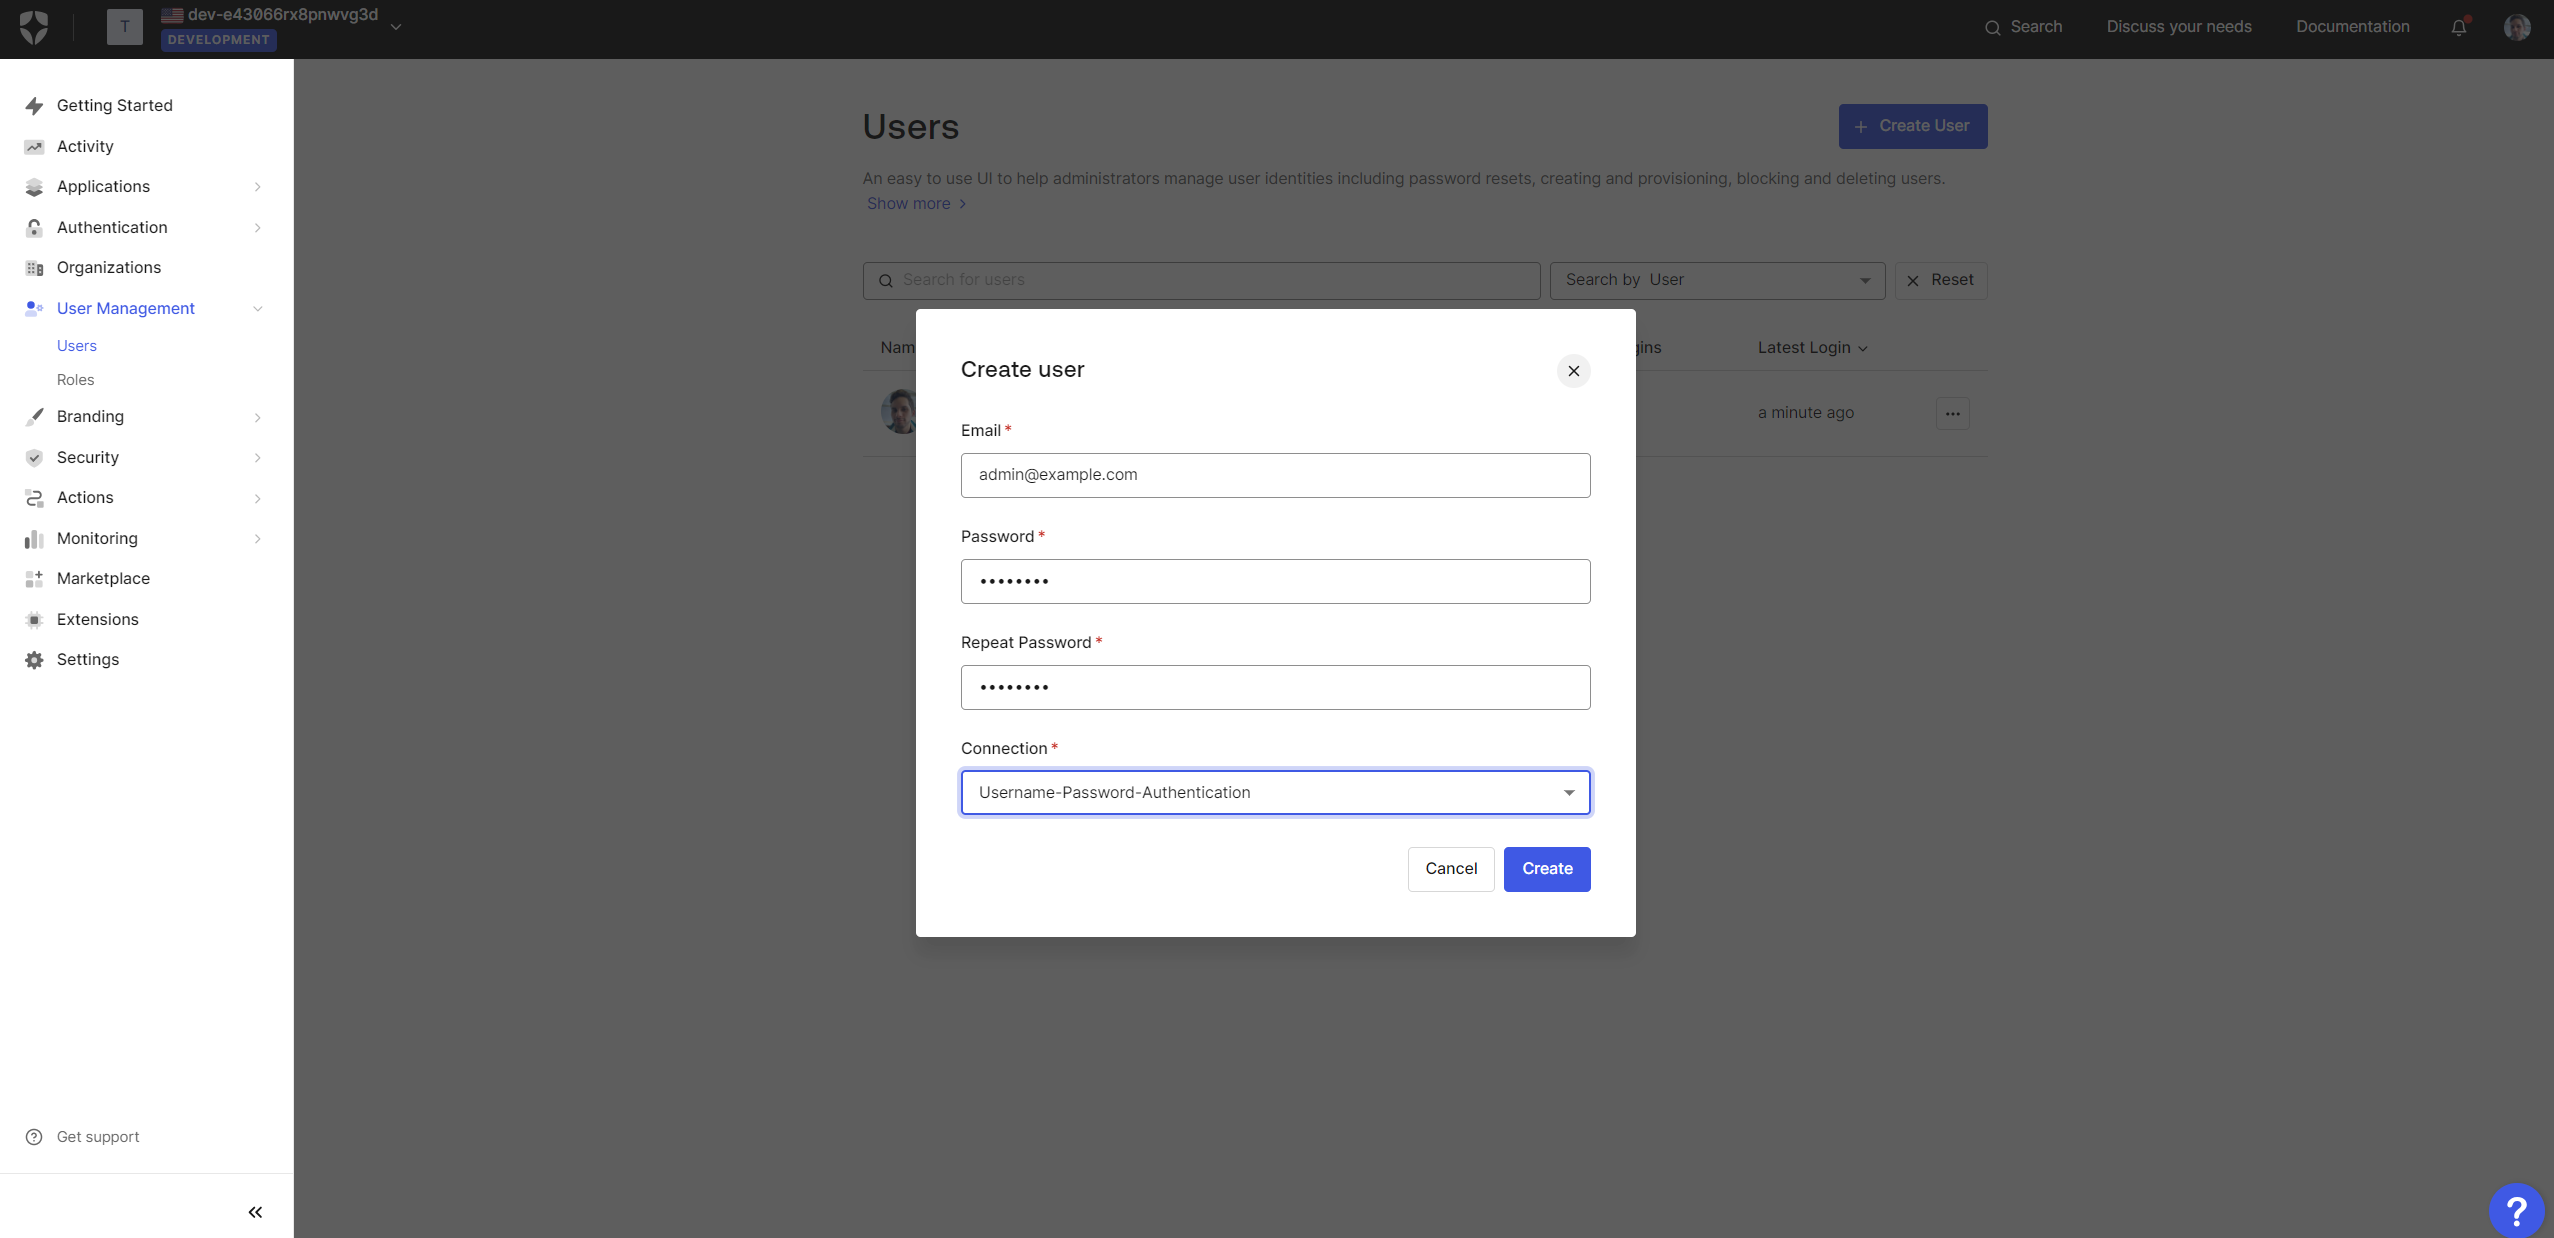 T
dev-e43066rx8pnwvg3d
DEVELOPMENT
Search
Discuss your needs
Documentation
Getting Started
Activity
Applications
Authentication
Organizations
User Management
Users
Roles
Branding
Security
Actions
Monitoring
Marketplace
Extensions
Settings
Get support
Users
+ Create User
An easy to use UI to help administrators manage user identities including password resets, creating and provisioning, blocking and deleting users.
Show more
Search for users
Search by User
Reset
Latest Login
a minute ago
Create user
Email *
admin@example.com
Password *
••••••••
Repeat Password *
••••••••
Connection *
Username-Password-Authentication
Cancel
Create
?